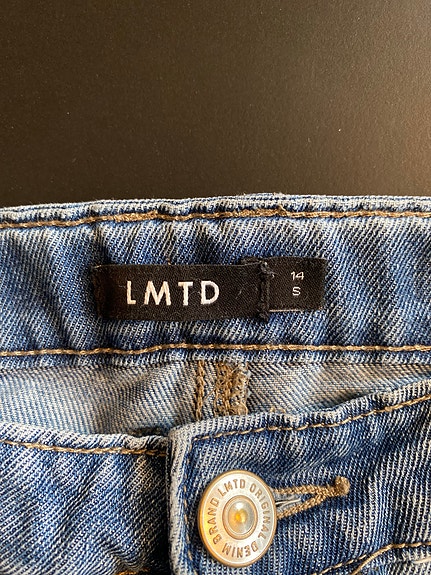 LMTD
14
S
BRAND LMTD ORIGINAL DENIM